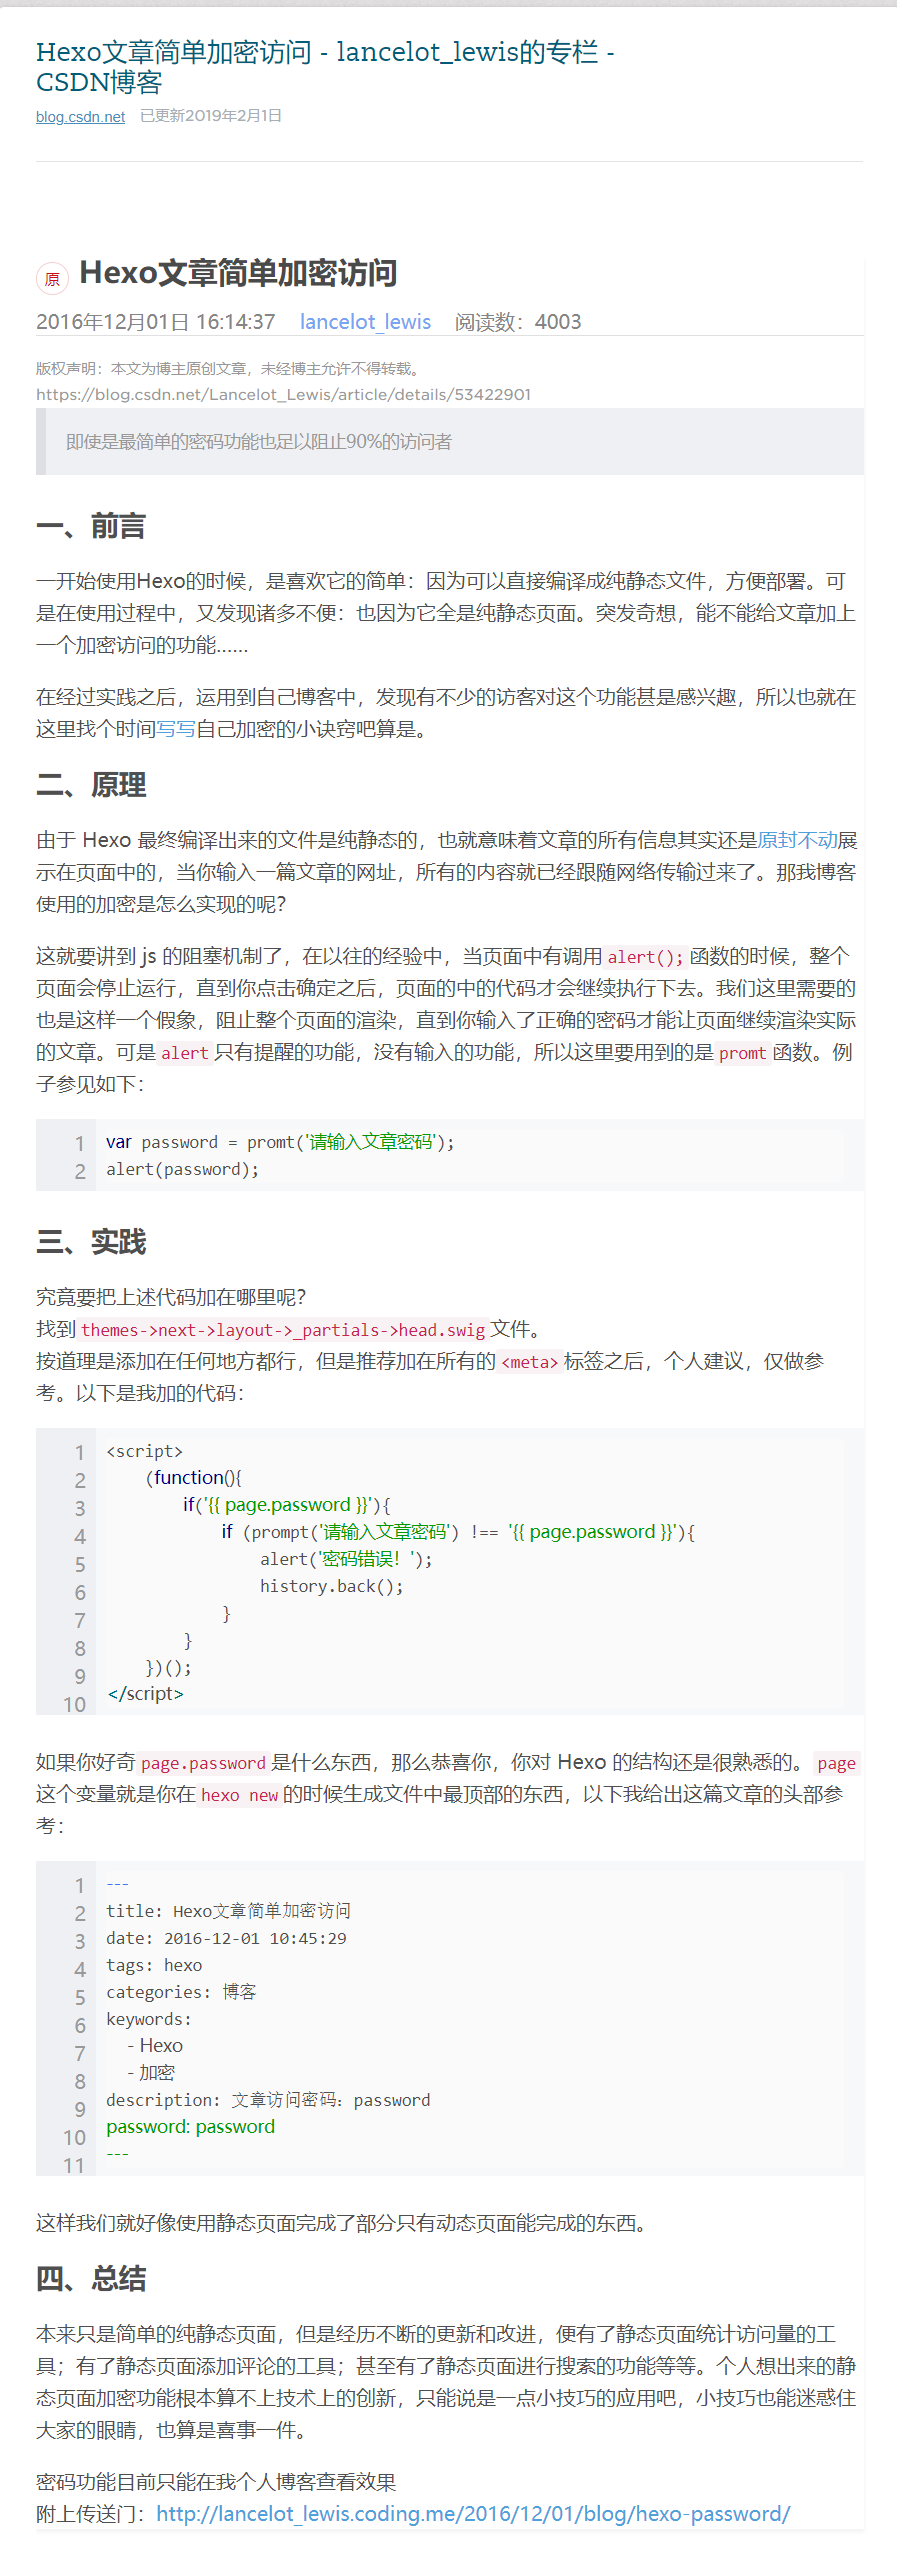 Hexo文章简单加密访问 - lancelot_lewis的专栏 -
CSDN博客
blog.csdn.net 已更新2019年2月1日
原 Hexo文章简单加密访问
2016年12月01日 16:14:37 lancelot_lewis 阅读数：4003
版权声明：本文为博主原创文章，未经博主允许不得转载。
https://blog.csdn.net/Lancelot_Lewis/article/details/53422901
即使是最简单的密码功能也足以阻止90%的访问者
一、前言
一开始使用Hexo的时候，是喜欢它的简单：因为可以直接编译成纯静态文件，方便部署。可
是在使用过程中，又发现诸多不便：也因为它全是纯静态页面。突发奇想，能不能给文章加上
一个加密访问的功能……
在经过实践之后，运用到自己博客中，发现有不少的访客对这个功能甚是感兴趣，所以也就在
这里找个时间写写自己加密的小诀窍吧算是。
二、原理
由于 Hexo 最终编译出来的文件是纯静态的，也就意味着文章的所有信息其实还是原封不动展
示在页面中的，当你输入一篇文章的网址，所有的内容就已经跟随网络传输过来了。那我博客
使用的加密是怎么实现的呢？
这就要讲到 js 的阻塞机制了，在以往的经验中，当页面中有调用 alert(); 函数的时候，整个
页面会停止运行，直到你点击确定之后，页面的中的代码才会继续执行下去。我们这里需要的
也是这样一个假象，阻止整个页面的渲染，直到你输入了正确的密码才能让页面继续渲染实际
的文章。可是 alert 只有提醒的功能，没有输入的功能，所以这里要用到的是 promt 函数。例
子参见如下：
1 var password = promt('请输入文章密码');
2 alert(password);
三、实践
究竟要把上述代码加在哪里呢？
找到 themes->next->layout->_partials->head.swig 文件。
按道理是添加在任何地方都行，但是推荐加在所有的 <meta> 标签之后，个人建议，仅做参
考。以下是我加的代码：
1 <script>
2 (function(){
3 if('{{ page.password }}'){
4 if (prompt('请输入文章密码') !== '{{ page.password }}'){
5 alert('密码错误！');
6 history.back();
7 }
8 }
9 })();
10 </script>
如果你好奇 page.password 是什么东西，那么恭喜你，你对 Hexo 的结构还是很熟悉的。 page
这个变量就是你在 hexo new 的时候生成文件中最顶部的东西，以下我给出这篇文章的头部参
考：
1 ---
2 title: Hexo文章简单加密访问
3 date: 2016-12-01 10:45:29
4 tags: hexo
5 categories: 博客
6 keywords:
7 - Hexo
8 - 加密
9 description: 文章访问密码：password
10 password: password
11 ---
这样我们就好像使用静态页面完成了部分只有动态页面能完成的东西。
四、总结
本来只是简单的纯静态页面，但是经历不断的更新和改进，便有了静态页面统计访问量的工
具；有了静态页面添加评论的工具；甚至有了静态页面进行搜索的功能等等。个人想出来的静
态页面加密功能根本算不上技术上的创新，只能说是一点小技巧的应用吧，小技巧也能迷惑住
大家的眼睛，也算是喜事一件。
密码功能目前只能在我个人博客查看效果
附上传送门：http://lancelot_lewis.coding.me/2016/12/01/blog/hexo-password/